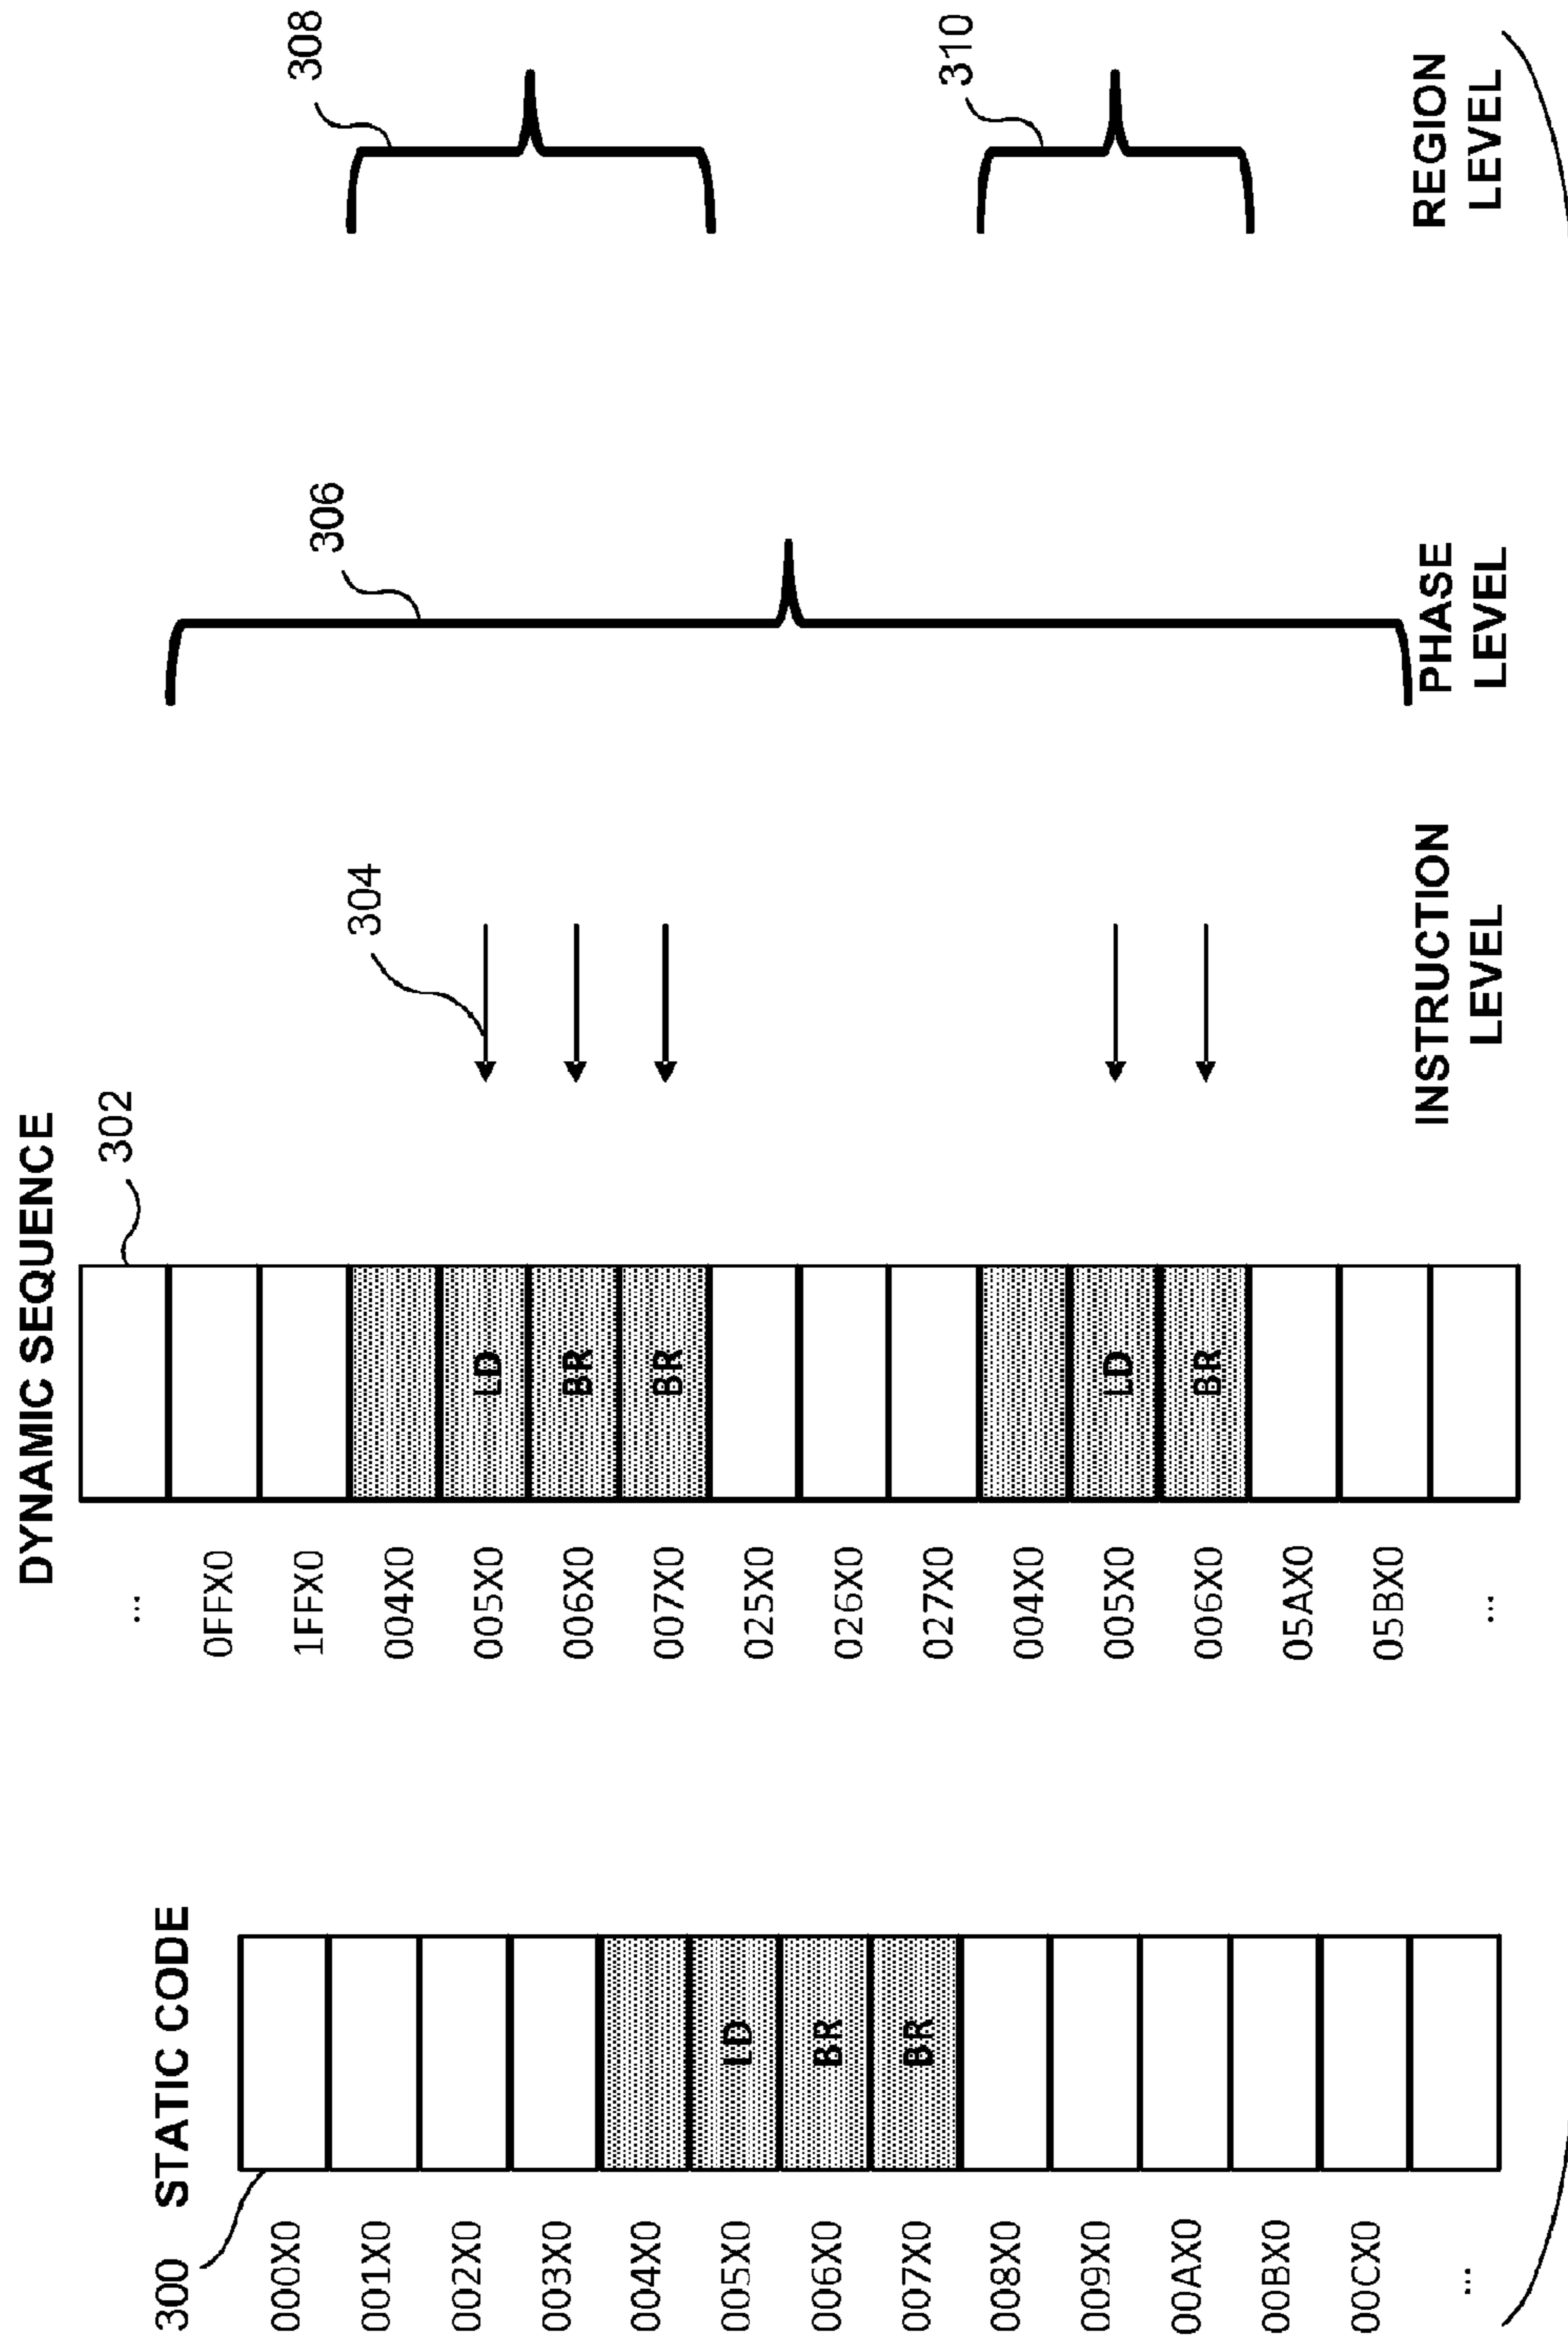 300
STATIC CODE
000X0
001X0
002X0
003X0
004X0
005X0
LD
006X0
BR
007X0
BR
008X0
009X0
00AX0
00BX0
00CX0
...
DYNAMIC SEQUENCE
302
...
0FFX0
1FFX0
004X0
005X0
LD
006X0
BR
007X0
BR
025X0
026X0
027X0
004X0
005X0
LD
006X0
BR
05AX0
05BX0
...
304
INSTRUCTION
LEVEL
306
PHASE
LEVEL
308
310
REGION
LEVEL